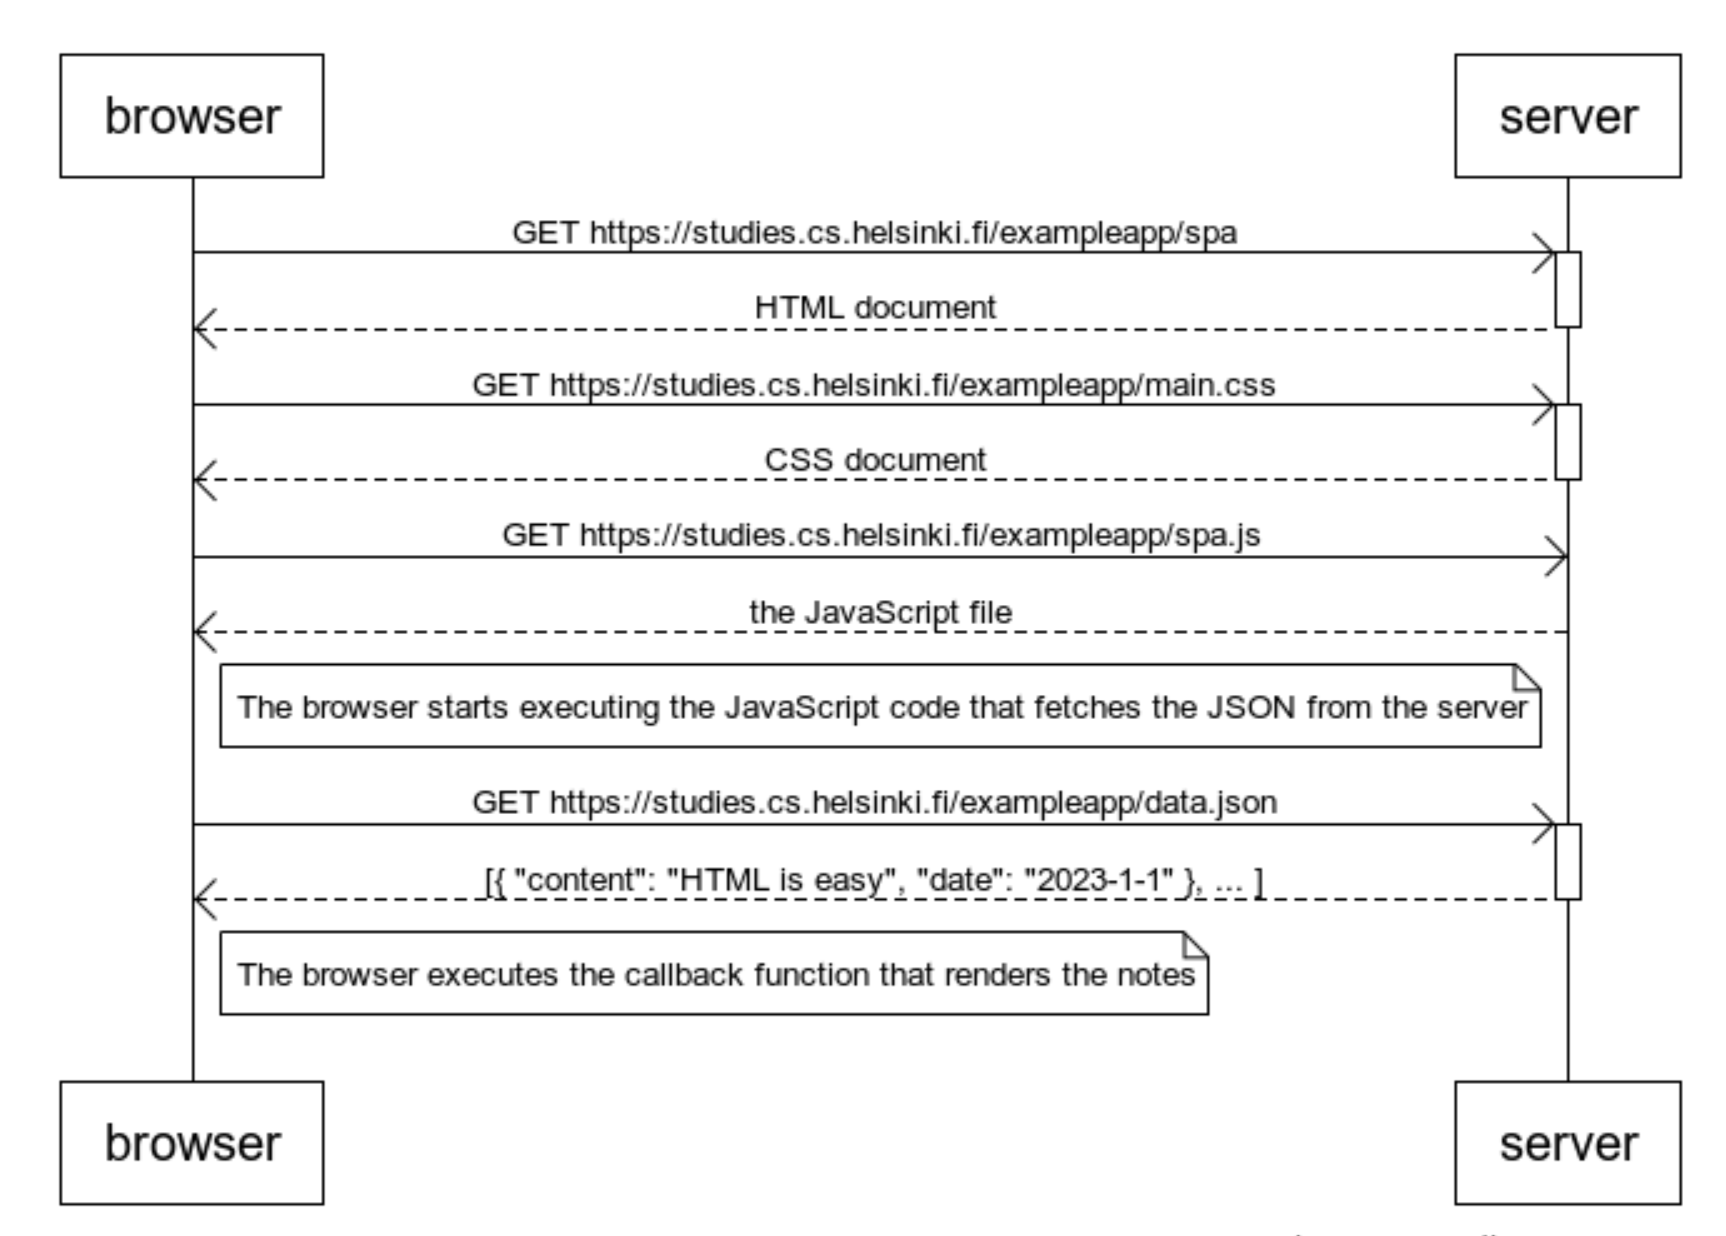 browser
server
GET https://studies.cs.helsinki.fi/exampleapp/spa
HTML document
GET https://studies.cs.helsinki.fi/exampleapp/main.css
CSS document
GET https://studies.cs.helsinki.fi/exampleapp/spa.js
the JavaScript file
The browser starts executing the JavaScript code that fetches the JSON from the server
GET https://studies.cs.helsinki.fi/exampleapp/data.json
[{ "content": "HTML is easy", "date": "2023-1-1" }, ... ]
The browser executes the callback function that renders the notes
browser
server